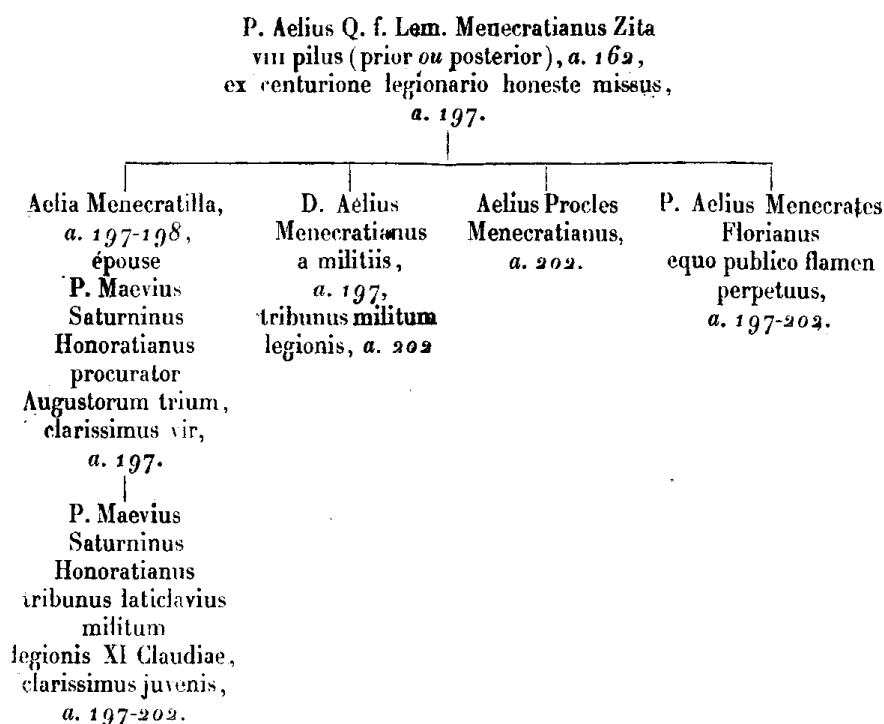 P. Aelius Q. f. Lem. Menecratianus Zita
VIII pilus (prior ou posterior), a. 162,
ex centurione legionario honeste missus,
a. 197.
Aelia Menecratilla,
a. 197-198,
épouse
P. Maevius
Saturninus
Honoratianus
procurator
Augustorum trium,
clarissimus vir,
a. 197.
P. Maevius
Saturninus
Honoratianus
tribunus laticlavius
militum
legionis XI Claudiae,
clarissimus juvenis,
a. 197-202.
D. Aelius
Menecratianus
a militiis,
a. 197,
tribunus militum
legionis, a. 202
Aelius Procles
Menecratianus,
a. 202.
P. Aelius Menecrates
Florianus
equo publico flamen
perpetuus,
a. 197-202.